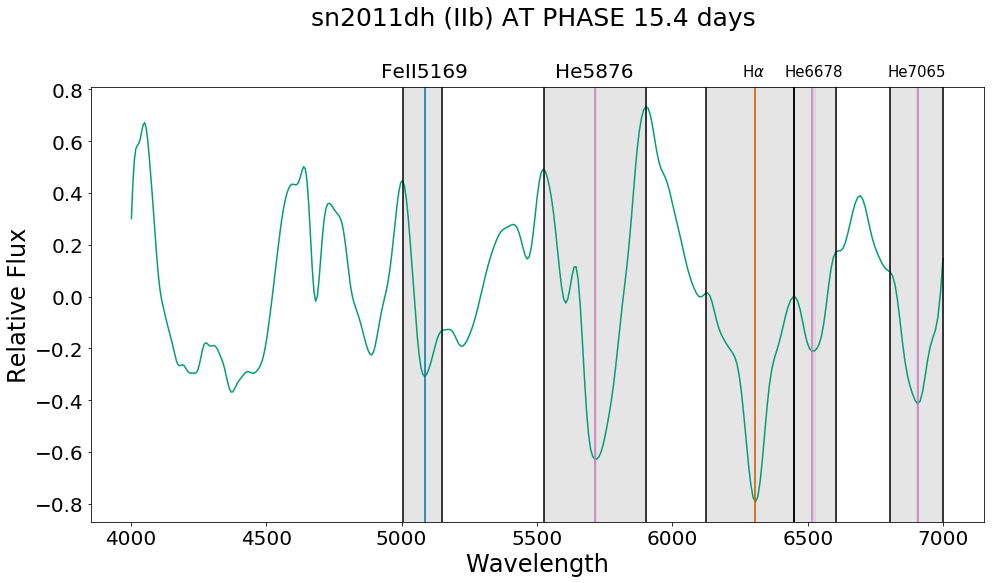 sn2011dh (IIb) AT PHASE 15.4 days
FeII5169 He5876 Hα He6678 He7065
0.8
0.6
0.4
0.2
0.0
−0.2
−0.4
−0.6
−0.8
Relative Flux
4000 4500 5000 5500 6000 6500 7000
Wavelength